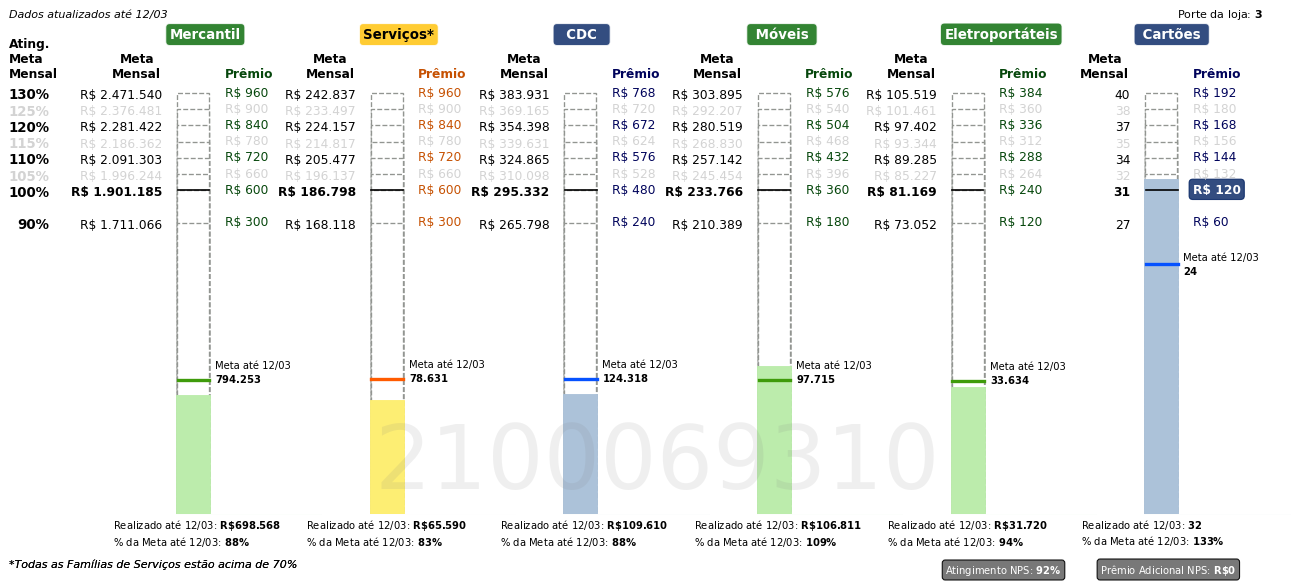 Dados atualizados até 12/03
Porte da loja: 3
Mercantil Serviços* CDC Móveis Eletroportáteis Cartões
Ating.
Meta Meta Meta Meta Meta Meta Meta
Mensal Mensal Prêmio Mensal Prêmio Mensal Prêmio Mensal Prêmio Mensal Prêmio Mensal Prêmio
130% R$ 2.471.540 R$ 960 R$ 242.837 R$ 960 R$ 383.931 R$ 768 R$ 303.895 R$ 576 R$ 105.519 R$ 384 40 R$ 192
125% R$ 2.376.481 R$ 900 R$ 233.497 R$ 900 R$ 369.165 R$ 720 R$ 292.207 R$ 540 R$ 101.461 R$ 360 38 R$ 180
120% R$ 2.281.422 R$ 840 R$ 224.157 R$ 840 R$ 354.398 R$ 672 R$ 280.519 R$ 504 R$ 97.402 R$ 336 37 R$ 168
115% R$ 2.186.362 R$ 780 R$ 214.817 R$ 780 R$ 339.631 R$ 624 R$ 268.830 R$ 468 R$ 93.344 R$ 312 35 R$ 156
110% R$ 2.091.303 R$ 720 R$ 205.477 R$ 720 R$ 324.865 R$ 576 R$ 257.142 R$ 432 R$ 89.285 R$ 288 34 R$ 144
105% R$ 1.996.244 R$ 660 R$ 196.137 R$ 660 R$ 310.098 R$ 528 R$ 245.454 R$ 396 R$ 85.227 R$ 264 32 R$ 132
100% R$ 1.901.185 R$ 600 R$ 186.798 R$ 600 R$ 295.332 R$ 480 R$ 233.766 R$ 360 R$ 81.169 R$ 240 31 R$ 120
90% R$ 1.711.066 R$ 300 R$ 168.118 R$ 300 R$ 265.798 R$ 240 R$ 210.389 R$ 180 R$ 73.052 R$ 120 27 R$ 60
Meta até 12/03
24
Meta até 12/03 Meta até 12/03 Meta até 12/03 Meta até 12/03 Meta até 12/03
794.253 78.631 124.318 97.715 33.634
2100069310
Realizado até 12/03: R$698.568 Realizado até 12/03: R$65.590 Realizado até 12/03: R$109.610 Realizado até 12/03: R$106.811 Realizado até 12/03: R$31.720 Realizado até 12/03: 32
% da Meta até 12/03: 88% % da Meta até 12/03: 83% % da Meta até 12/03: 88% % da Meta até 12/03: 109% % da Meta até 12/03: 94% % da Meta até 12/03: 133%
*Todas as Famílias de Serviços estão acima de 70%
Atingimento NPS: 92% Prêmio Adicional NPS: R$0